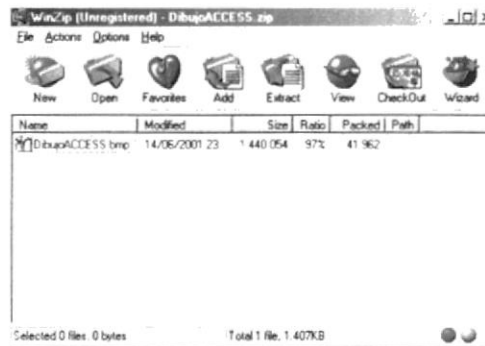 WinZip (Unregistered) - DibujoACCESS.zip
File Actions Options Help
New Open Favorites Add Extract View CheckOut Wizard
Name Modified Size Ratio Packed Path
DibujoACCESS.bmp 14/06/2001 23 1.440.054 97% 41.962
Selected 0 files, 0 bytes Total 1 file, 1.407KB